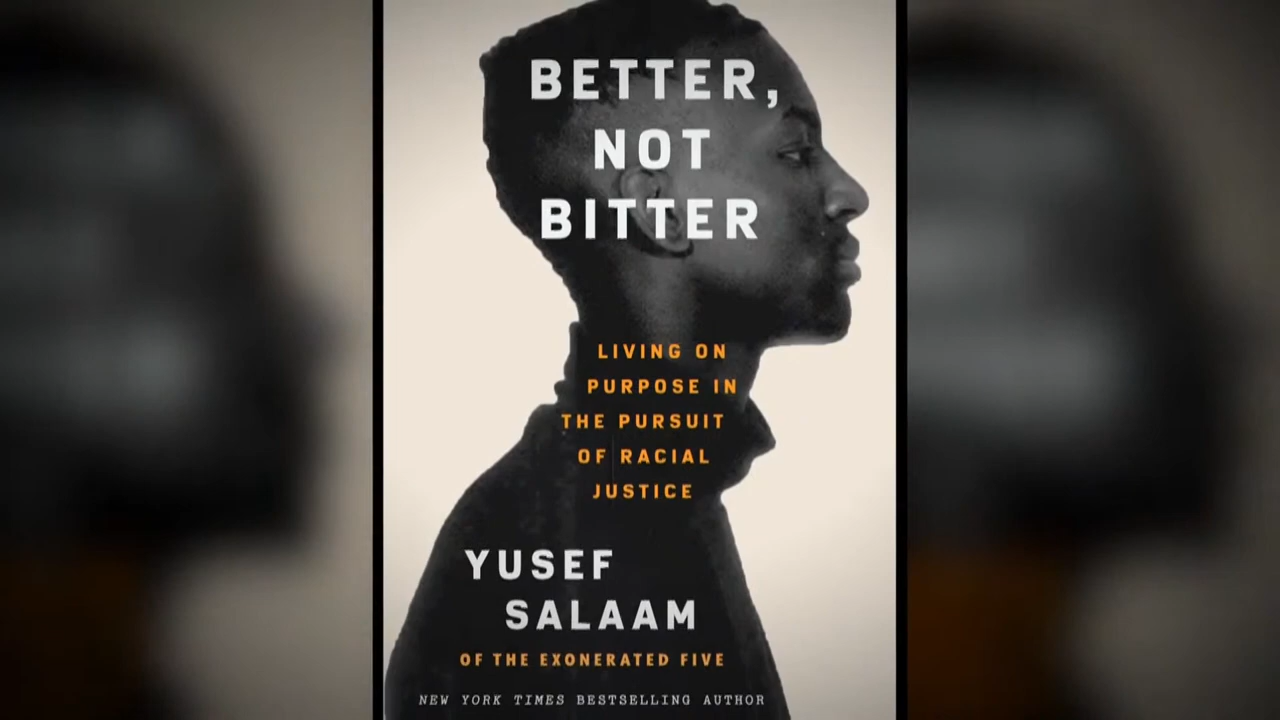 BETTER,
NOT
BITTER
LIVING ON
PURPOSE IN
THE PURSUIT
OF RACIAL
JUSTICE
YUSEF
SALAAM
OF THE EXONERATED FIVE
NEW YORK TIMES BESTSELLING AUTHOR